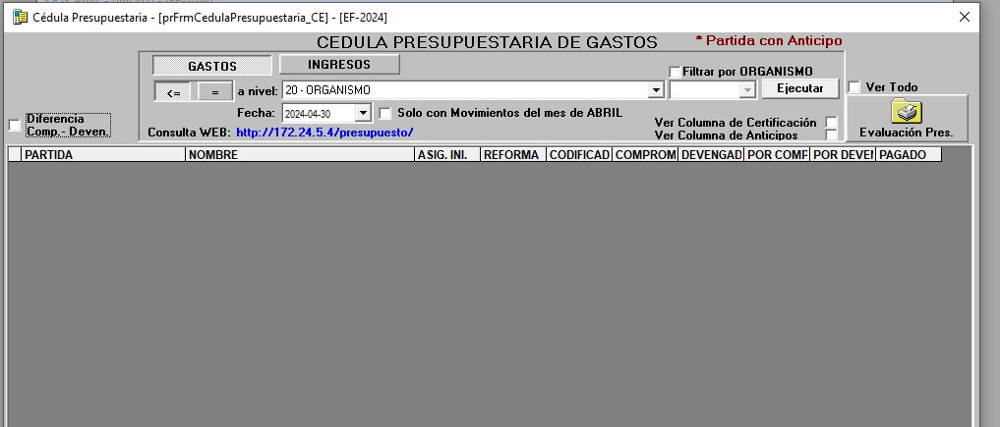 Cédula Presupuestaria - [prFrmCedulaPresupuestaria_CE] - [EF-2024]
CEDULA PRESUPUESTARIA DE GASTOS
* Partida con Anticipo
GASTOS
INGRESOS
Filtrar por ORGANISMO
<=
=
a nivel:
20 - ORGANISMO
Ejecutar
Ver Todo
Fecha:
2024-04-30
Solo con Movimientos del mes de ABRIL
Diferencia
Comp.- Deven.
Ver Columna de Certificación
Ver Columna de Anticipos
Consulta WEB: http://172.24.5.4/presupuesto/
Evaluación Pres.
PARTIDA NOMBRE ASIG. INI. REFORMA CODIFICAD COMPROM DEVENGAD POR COMP POR DEVEN PAGADO